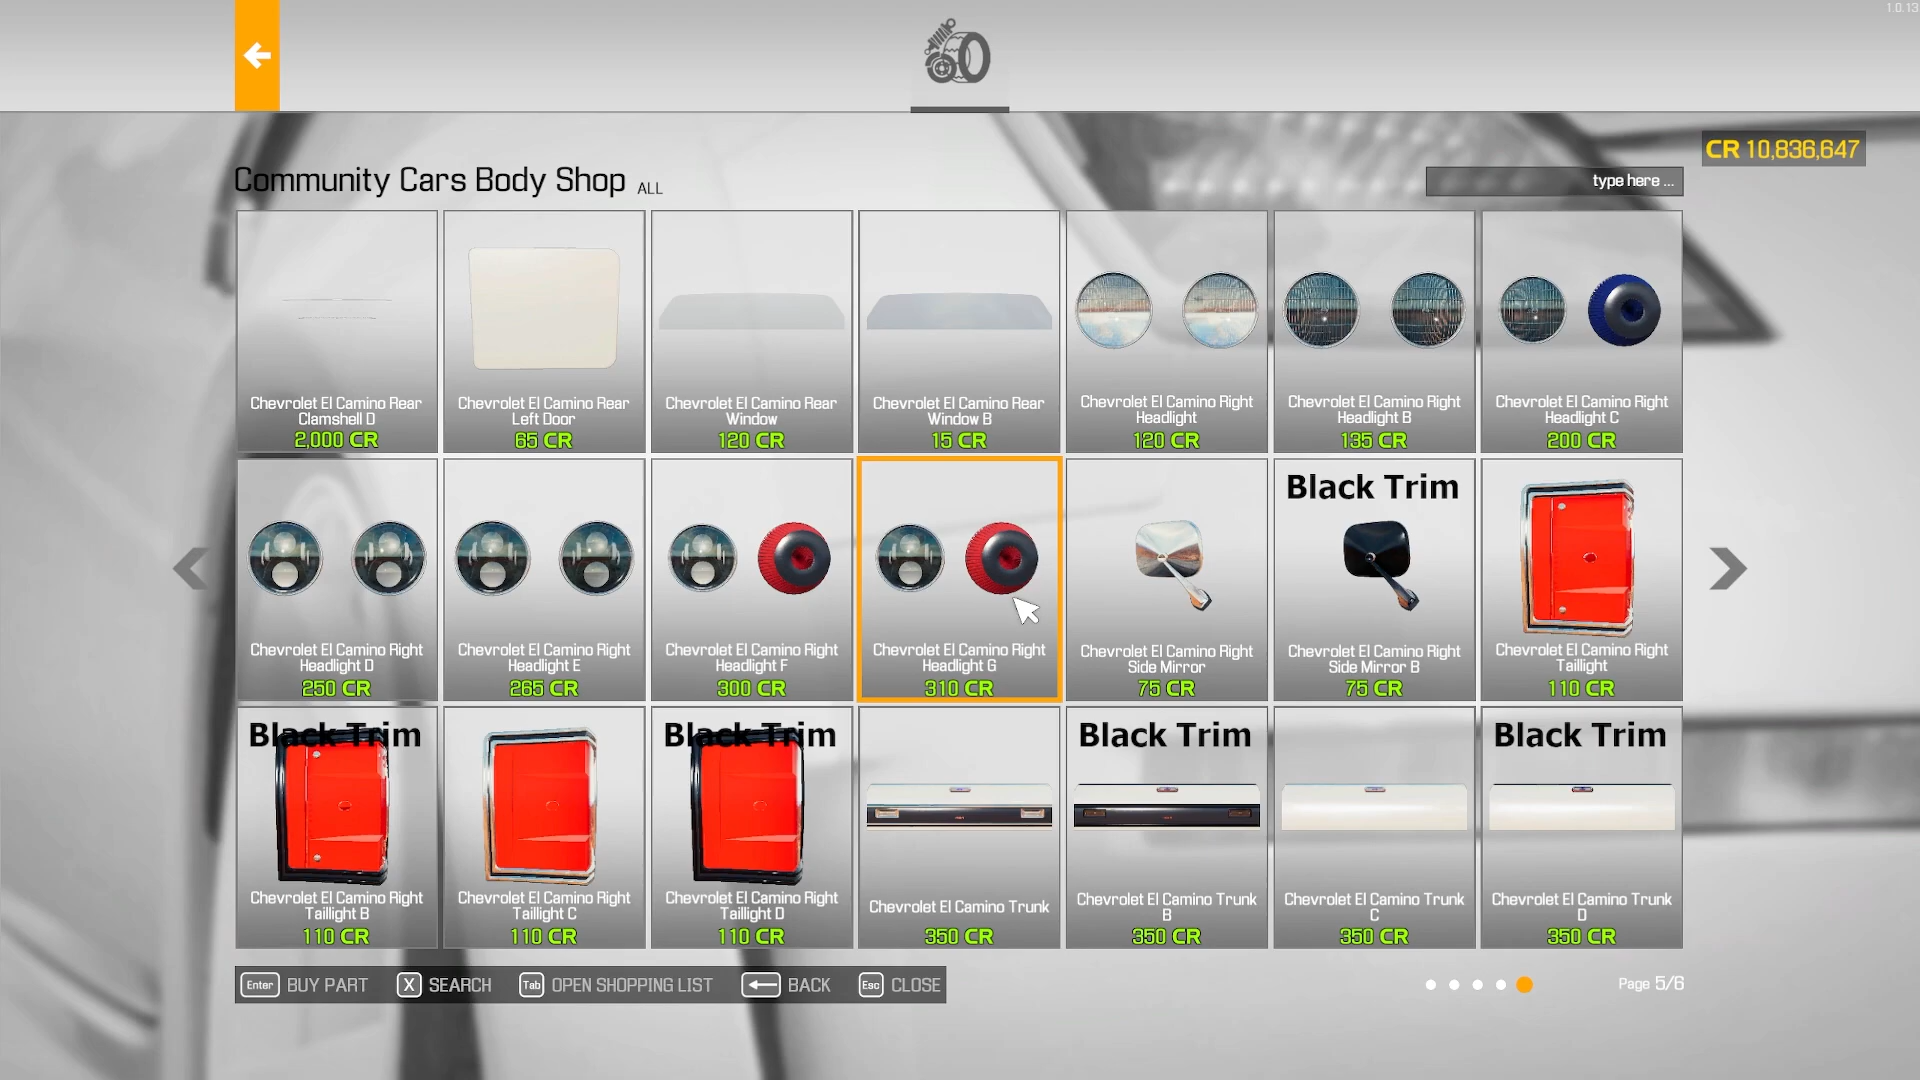 1.0.13
CR 10,836,647
Community Cars Body Shop ALL
type here ...
Chevrolet El Camino Rear
Clamshell D
2,000 CR
Chevrolet El Camino Rear
Left Door
65 CR
Chevrolet El Camino Rear
Window
120 CR
Chevrolet El Camino Rear
Window B
15 CR
Chevrolet El Camino Right
Headlight
120 CR
Chevrolet El Camino Right
Headlight B
135 CR
Chevrolet El Camino Right
Headlight C
200 CR
Chevrolet El Camino Right
Headlight D
250 CR
Chevrolet El Camino Right
Headlight E
265 CR
Chevrolet El Camino Right
Headlight F
300 CR
Chevrolet El Camino Right
Headlight G
310 CR
Chevrolet El Camino Right
Side Mirror
75 CR
Black Trim
Chevrolet El Camino Right
Side Mirror B
75 CR
Chevrolet El Camino Right
Taillight
110 CR
Black Trim
Chevrolet El Camino Right
Taillight B
110 CR
Chevrolet El Camino Right
Taillight C
110 CR
Black Trim
Chevrolet El Camino Right
Taillight D
110 CR
Chevrolet El Camino Trunk
350 CR
Black Trim
Chevrolet El Camino Trunk
B
350 CR
Chevrolet El Camino Trunk
C
350 CR
Black Trim
Chevrolet El Camino Trunk
D
350 CR
Enter BUY PART X SEARCH Tab OPEN SHOPPING LIST BACK Esc CLOSE
Page 5/6